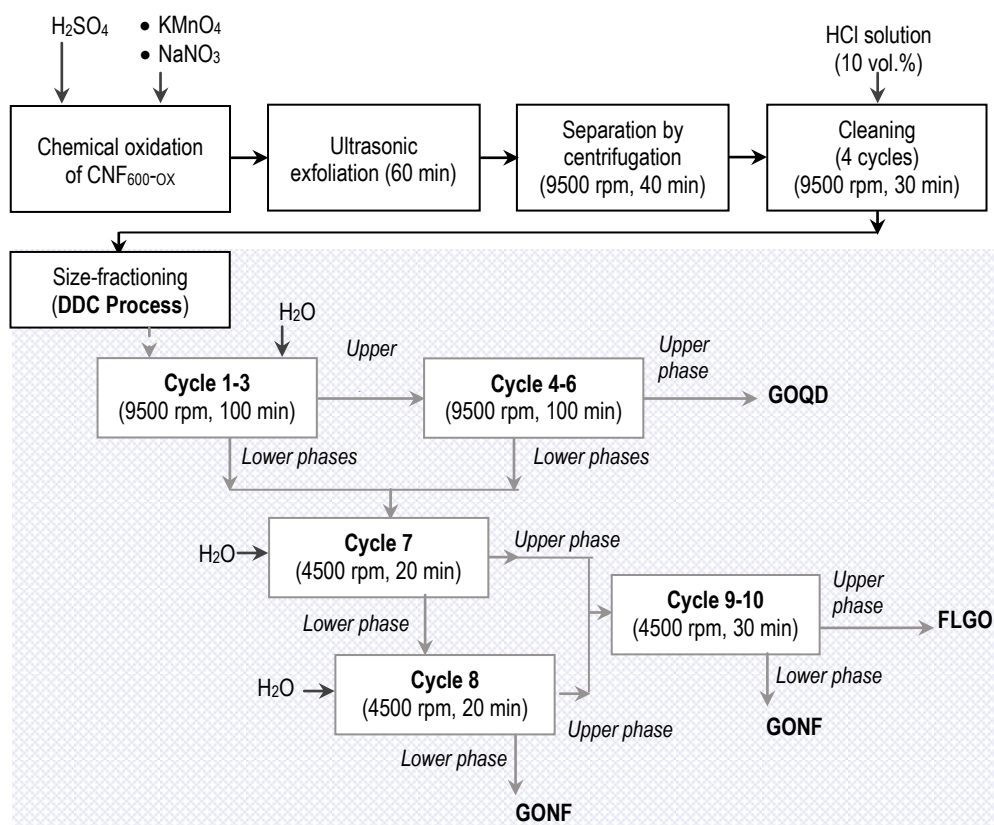 H₂SO₄
• KMnO₄
• NaNO₃
HCl solution
(10 vol.%)
Chemical oxidation
of CNF₆₀₀-OX
Ultrasonic
exfoliation (60 min)
Separation by
centrifugation
(9500 rpm, 40 min)
Cleaning
(4 cycles)
(9500 rpm, 30 min)
Size-fractioning
(DDC Process)
H₂O
Cycle 1-3
(9500 rpm, 100 min)
Upper
Cycle 4-6
(9500 rpm, 100 min)
Upper
phase
GOQD
Lower phases
Lower phases
H₂O
Cycle 7
(4500 rpm, 20 min)
Upper phase
Lower phase
Cycle 9-10
(4500 rpm, 30 min)
Upper
phase
FLGO
H₂O
Cycle 8
(4500 rpm, 20 min)
Upper phase
Lower phase
GONF
Lower phase
GONF